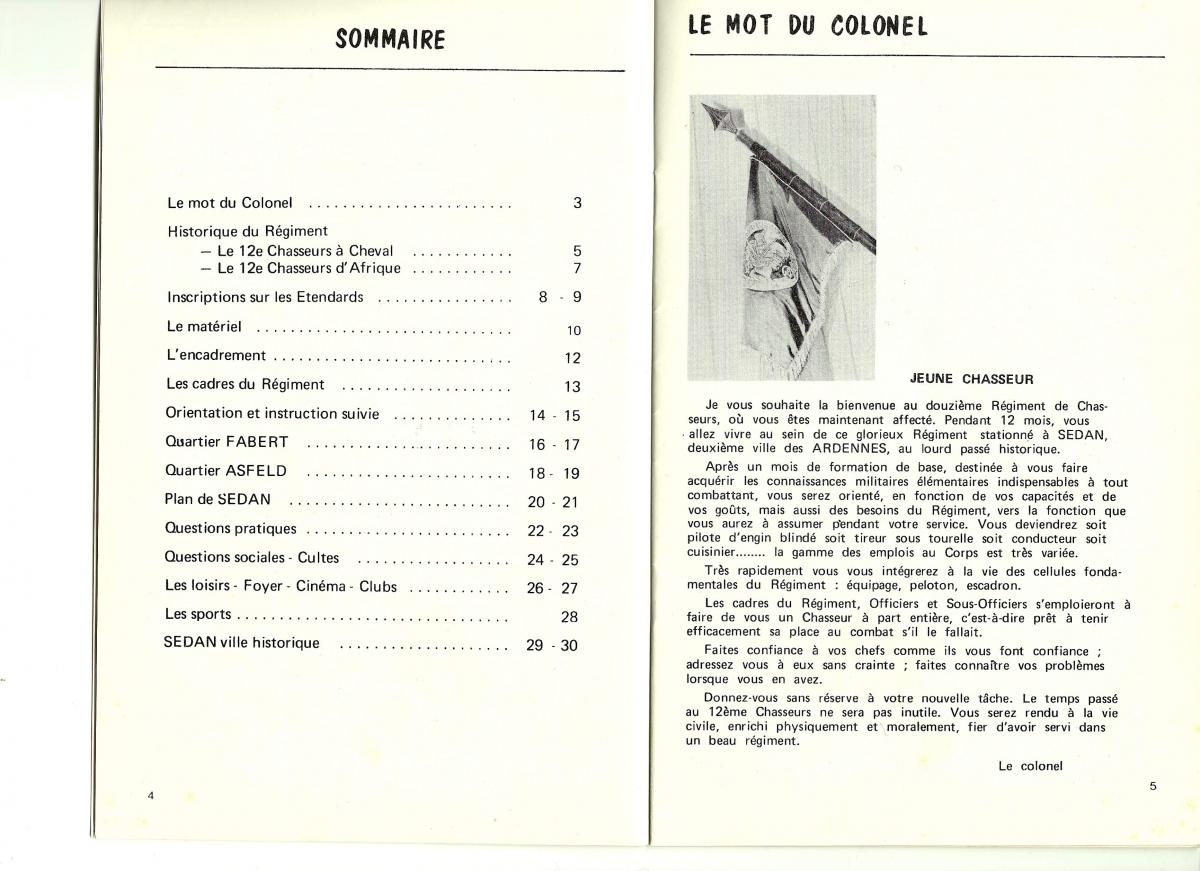 SOMMAIRE
Le mot du Colonel ........................ 3
Historique du Régiment
— Le 12e Chasseurs à Cheval ............ 5
— Le 12e Chasseurs d'Afrique ............ 7
Inscriptions sur les Etendards ................ 8 - 9
Le matériel .............................. 10
L'encadrement ............................ 12
Les cadres du Régiment .................... 13
Orientation et instruction suivie .............. 14 - 15
Quartier FABERT ........................ 16 - 17
Quartier ASFELD ........................ 18 - 19
Plan de SEDAN .......................... 20 - 21
Questions pratiques ........................ 22 - 23
Questions sociales - Cultes .................. 24 - 25
Les loisirs - Foyer - Cinéma - Clubs ............ 26 - 27
Les sports ................................ 28
SEDAN ville historique .................... 29 - 30
4
LE MOT DU COLONEL
JEUNE CHASSEUR
Je vous souhaite la bienvenue au douzième Régiment de Chas-
seurs, où vous êtes maintenant affecté. Pendant 12 mois, vous
allez vivre au sein de ce glorieux Régiment stationné à SEDAN,
deuxième ville des ARDENNES, au lourd passé historique.
Après un mois de formation de base, destinée à vous faire
acquérir les connaissances militaires élémentaires indispensables à tout
combattant, vous serez orienté, en fonction de vos capacités et de
vos goûts, mais aussi des besoins du Régiment, vers la fonction que
vous aurez à assumer pendant votre service. Vous deviendrez soit
pilote d'engin blindé soit tireur sous tourelle soit conducteur soit
cuisinier........ la gamme des emplois au Corps est très variée.
Très rapidement vous vous intégrerez à la vie des cellules fonda-
mentales du Régiment : équipage, peloton, escadron.
Les cadres du Régiment, Officiers et Sous-Officiers s'emploieront à
faire de vous un Chasseur à part entière, c'est-à-dire prêt à tenir
efficacement sa place au combat s'il le fallait.
Faites confiance à vos chefs comme ils vous font confiance ;
adressez vous à eux sans crainte ; faites connaître vos problèmes
lorsque vous en avez.
Donnez-vous sans réserve à votre nouvelle tâche. Le temps passé
au 12ème Chasseurs ne sera pas inutile. Vous serez rendu à la vie
civile, enrichi physiquement et moralement, fier d'avoir servi dans
un beau régiment.
Le colonel
5